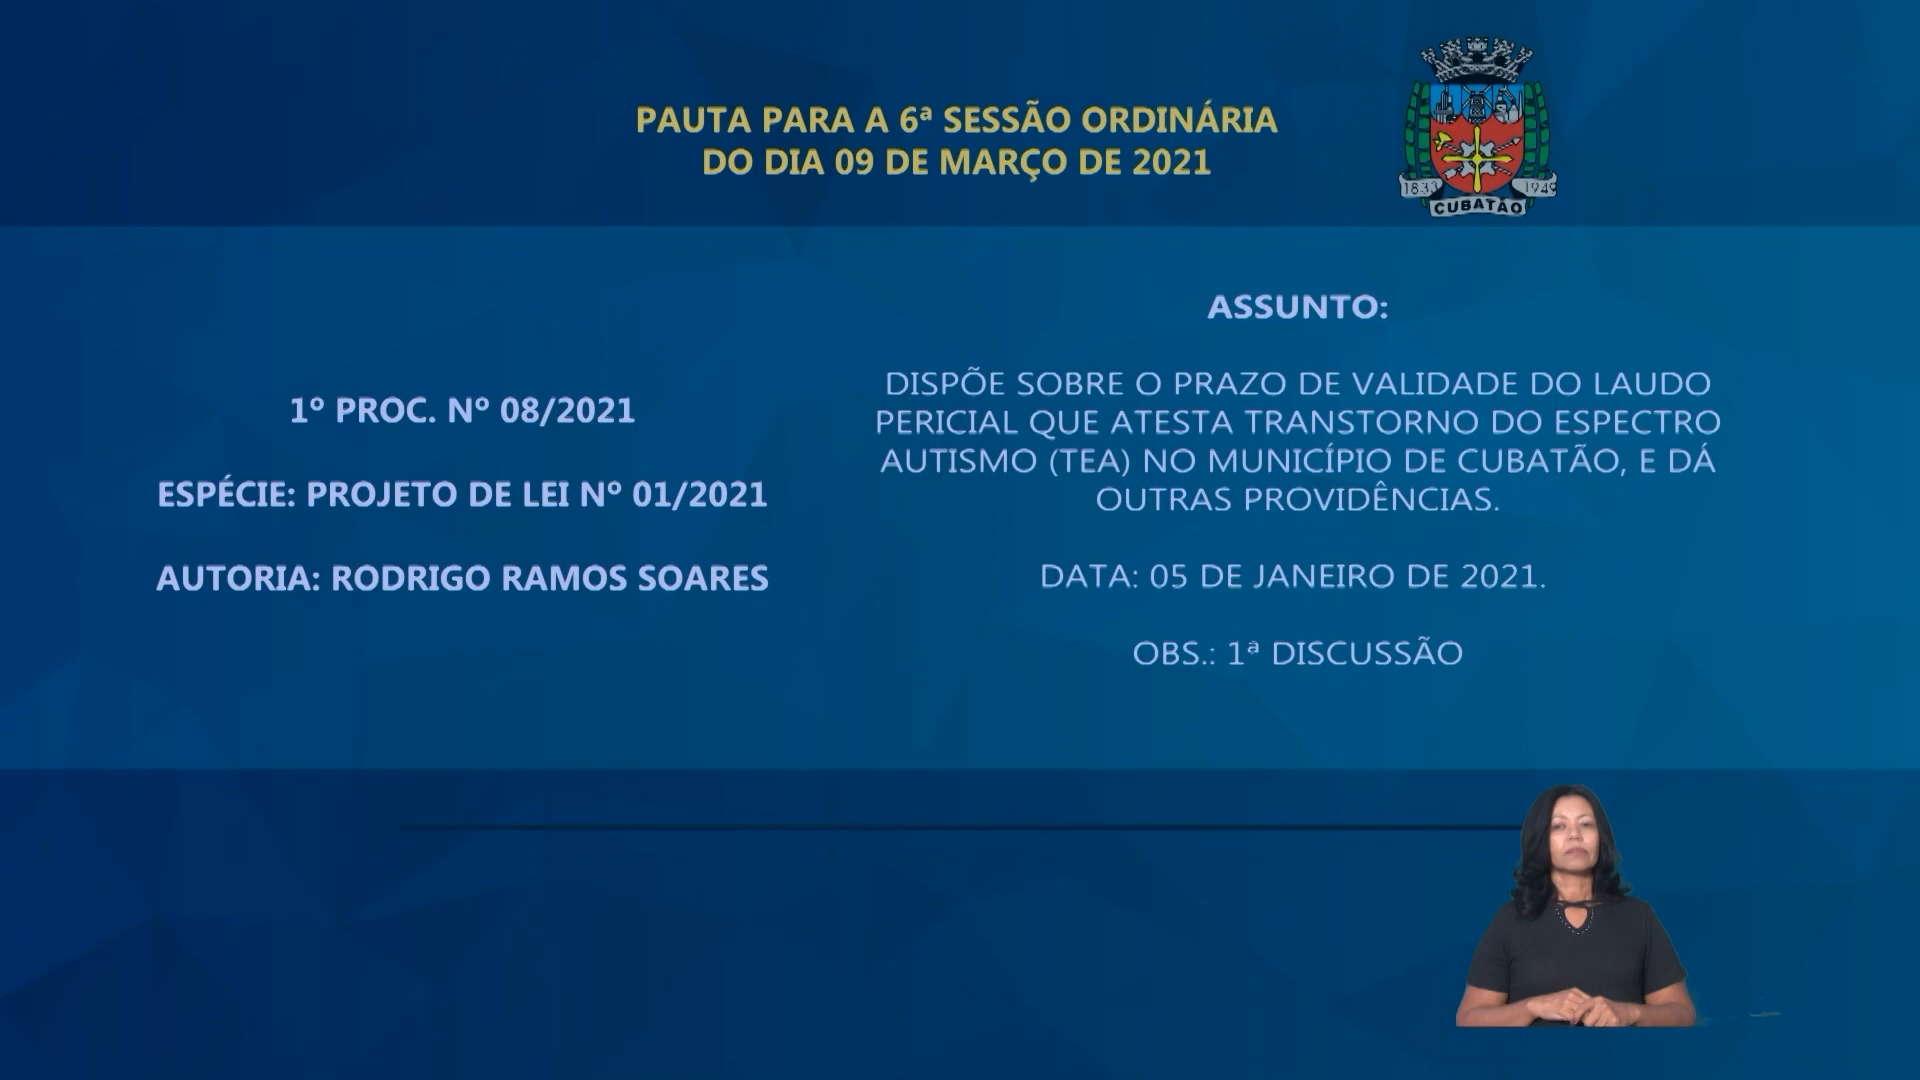 PAUTA PARA A 6ª SESSÃO ORDINÁRIA
DO DIA 09 DE MARÇO DE 2021
1833
1949
CUBATÃO
1º PROC. Nº 08/2021
ESPÉCIE: PROJETO DE LEI Nº 01/2021
AUTORIA: RODRIGO RAMOS SOARES
ASSUNTO:
DISPÕE SOBRE O PRAZO DE VALIDADE DO LAUDO
PERICIAL QUE ATESTA TRANSTORNO DO ESPECTRO
AUTISMO (TEA) NO MUNICÍPIO DE CUBATÃO, E DÁ
OUTRAS PROVIDÊNCIAS.
DATA: 05 DE JANEIRO DE 2021.
OBS.: 1ª DISCUSSÃO